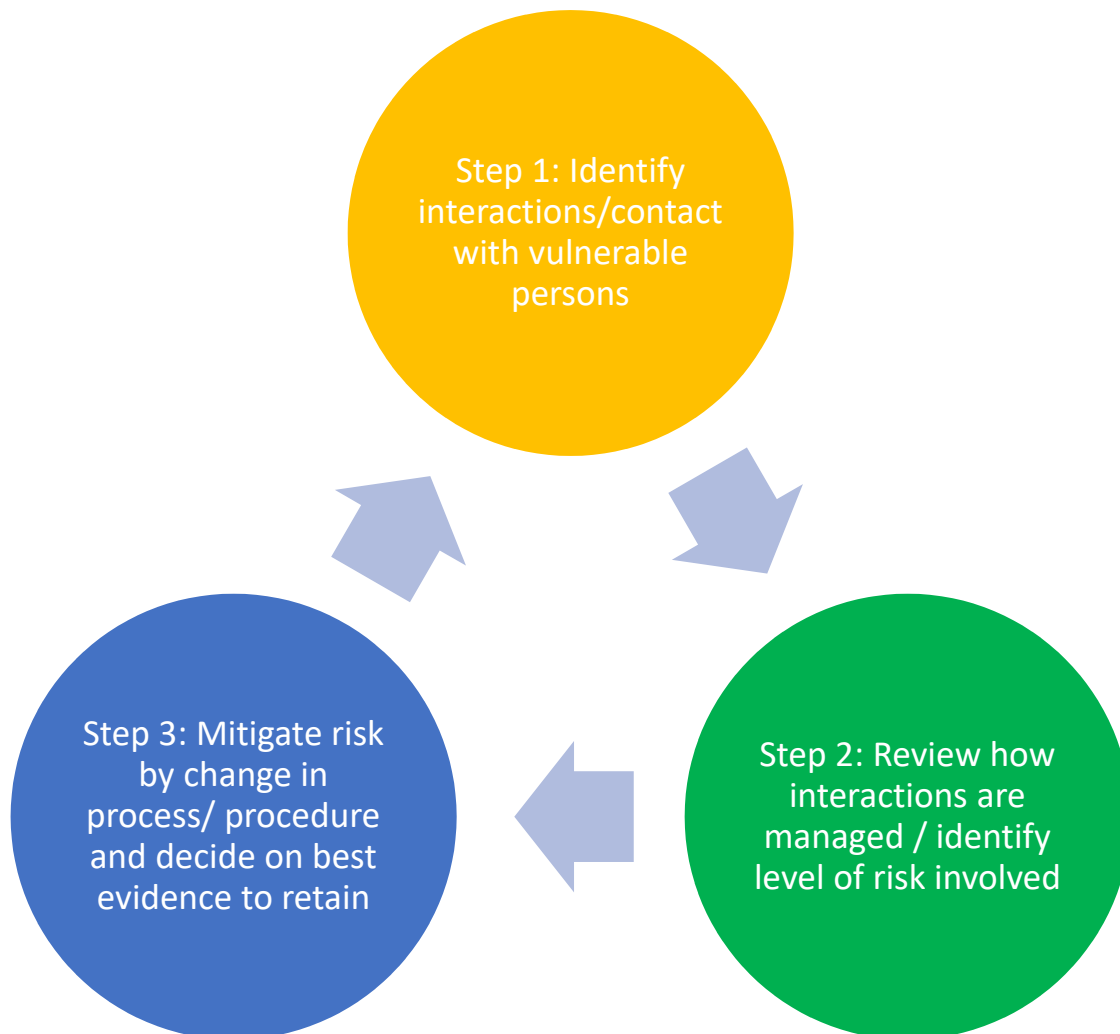 Step 1: Identify
interactions/contact
with vulnerable
persons
Step 2: Review how
interactions are
managed / identify
level of risk involved
Step 3: Mitigate risk
by change in
process/ procedure
and decide on best
evidence to retain